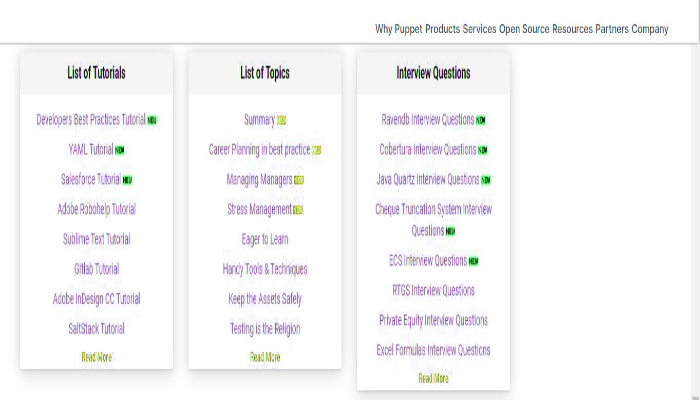 Why Puppet Products Services Open Source Resources Partners Company
List of Tutorials
Developers Best Practices Tutorial NEW
YAML Tutorial NEW
Salesforce Tutorial NEW
Adobe Robohelp Tutorial
Sublime Text Tutorial
Gitlab Tutorial
Adobe InDesign CC Tutorial
SaltStack Tutorial
Read More
List of Topics
Summary
Career Planning in best practice
Managing Managers
Stress Management
Eager to Learn
Handy Tools & Techniques
Keep the Assets Safely
Testing is the Religion
Read More
Interview Questions
Ravendb Interview Questions NEW
Cobertura Interview Questions NEW
Java Quartz Interview Questions NEW
Cheque Truncation System Interview
Questions NEW
ECS Interview Questions NEW
RTGS Interview Questions
Private Equity Interview Questions
Excel Formulas Interview Questions
Read More